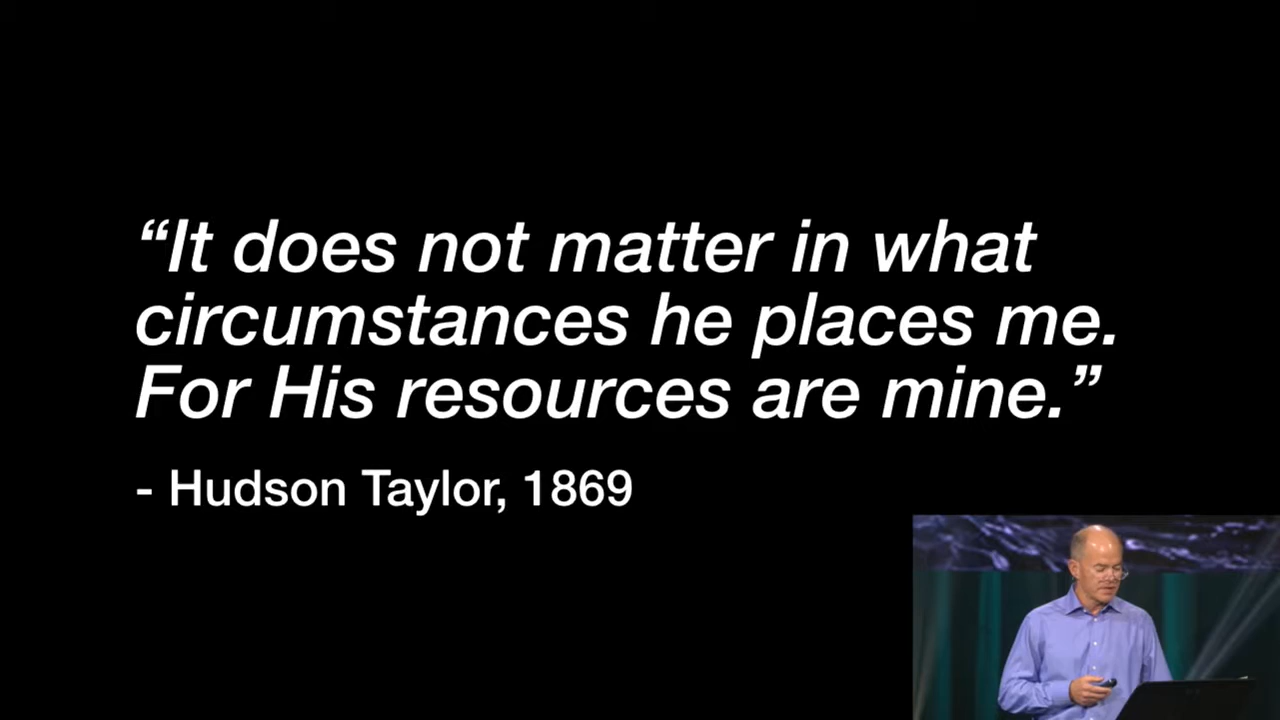 “It does not matter in what
circumstances he places me.
For His resources are mine.”
- Hudson Taylor, 1869